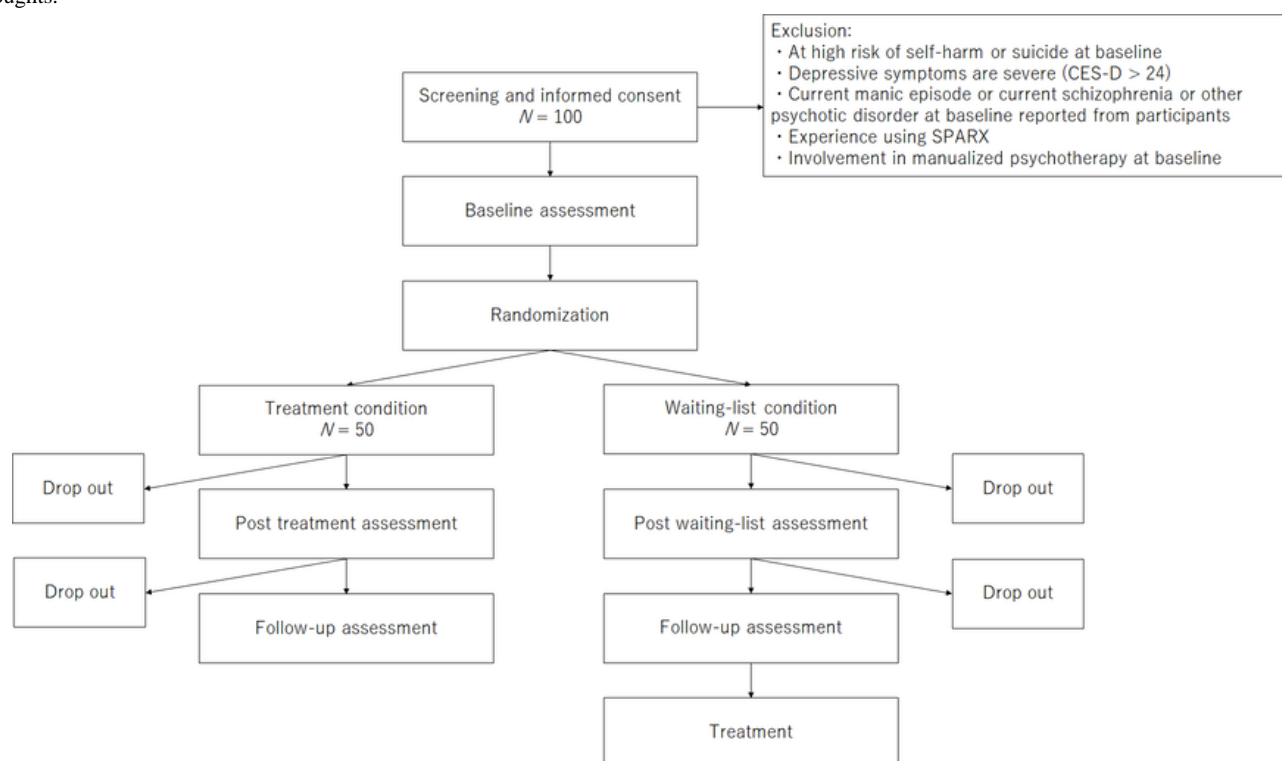 oughts.
Exclusion:
・At high risk of self-harm or suicide at baseline
・Depressive symptoms are severe (CES-D > 24)
・Current manic episode or current schizophrenia or other
psychotic disorder at baseline reported from participants
・Experience using SPARX
・Involvement in manualized psychotherapy at baseline
Screening and informed consent
N = 100
Baseline assessment
Randomization
Treatment condition
N = 50
Waiting-list condition
N = 50
Drop out
Drop out
Post treatment assessment
Post waiting-list assessment
Drop out
Drop out
Follow-up assessment
Follow-up assessment
Treatment